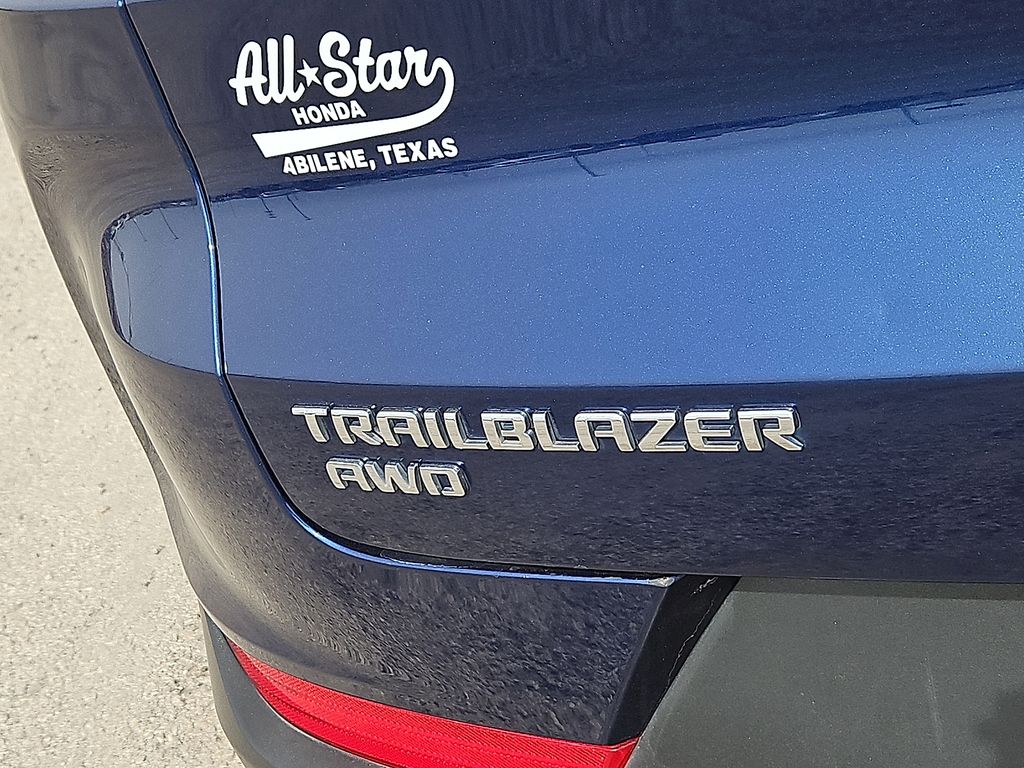 All★Star
HONDA
ABILENE, TEXAS
TRAILBLAZER
AWD